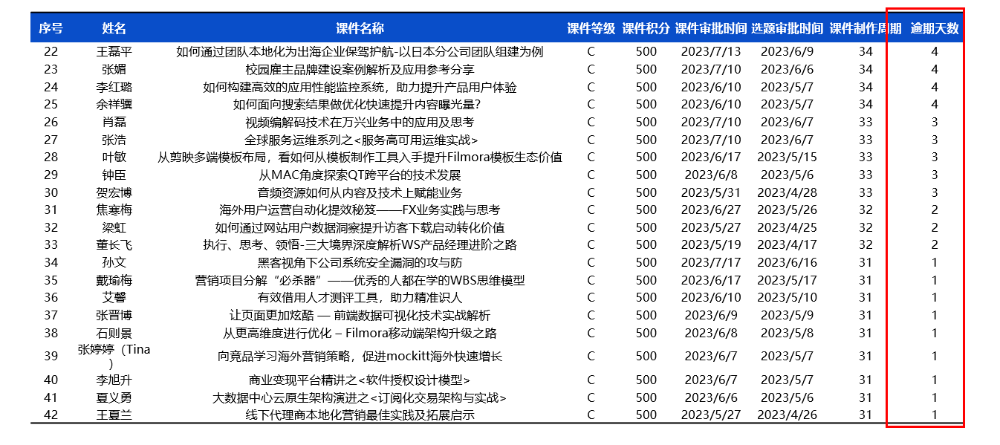 序号 姓名 课件名称 课件等级 课件积分 课件审批时间 选题审批时间 课件制作周期 逾期天数
22 王磊平 如何通过团队本地化为出海企业保驾护航-以日本分公司团队组建为例 C 500 2023/7/13 2023/6/9 34 4
23 张媚 校园雇主品牌建设案例解析及应用参考分享 C 500 2023/7/10 2023/6/6 34 4
24 李红璐 如何构建高效的应用性能监控系统，助力提升产品用户体验 C 500 2023/6/10 2023/5/7 34 4
25 余祥骥 如何面向搜索结果做优化快速提升内容曝光量？ C 500 2023/6/10 2023/5/7 34 4
26 肖磊 视频编解码技术在万兴业务中的应用及思考 C 500 2023/7/10 2023/6/7 33 3
27 张浩 全球服务运维系列之<服务高可用运维实战> C 500 2023/7/10 2023/6/7 33 3
28 叶敏 从剪映多端模板布局，看如何从模板制作工具入手提升Filmora模板生态价值 C 500 2023/6/17 2023/5/15 33 3
29 钟臣 从MAC角度探索QT跨平台的技术发展 C 500 2023/6/8 2023/5/6 33 3
30 贺宏博 音频资源如何从内容及技术上赋能业务 C 500 2023/5/31 2023/4/28 33 3
31 焦寒梅 海外用户运营自动化提效秘笈——FX业务实践与思考 C 500 2023/6/27 2023/5/26 32 2
32 梁虹 如何通过网站用户数据洞察提升访客下载启动转化价值 C 500 2023/5/27 2023/4/25 32 2
33 董长飞 执行、思考、领悟-三大境界深度解析WS产品经理进阶之路 C 500 2023/5/19 2023/4/17 32 2
34 孙文 黑客视角下公司系统安全漏洞的攻与防 C 500 2023/7/17 2023/6/16 31 1
35 戴瑜梅 营销项目分解“必杀器”——优秀的人都在学的WBS思维模型 C 500 2023/6/17 2023/5/17 31 1
36 艾馨 有效借用人才测评工具，助力精准识人 C 500 2023/6/10 2023/5/10 31 1
37 张晋博 让页面更加炫酷 — 前端数据可视化技术实战解析 C 500 2023/6/9 2023/5/9 31 1
38 石则景 从更高维度进行优化 – Filmora移动端架构升级之路 C 500 2023/6/8 2023/5/8 31 1
39 张婷婷（Tina） 向竞品学习海外营销策略，促进mockitt海外快速增长 C 500 2023/6/7 2023/5/7 31 1
40 李旭升 商业变现平台精讲之<软件授权设计模型> C 500 2023/6/7 2023/5/7 31 1
41 夏义勇 大数据中心云原生架构演进之<订阅化交易架构与实战> C 500 2023/6/6 2023/5/6 31 1
42 王夏兰 线下代理商本地化营销最佳实践及拓展启示 C 500 2023/5/27 2023/4/26 31 1